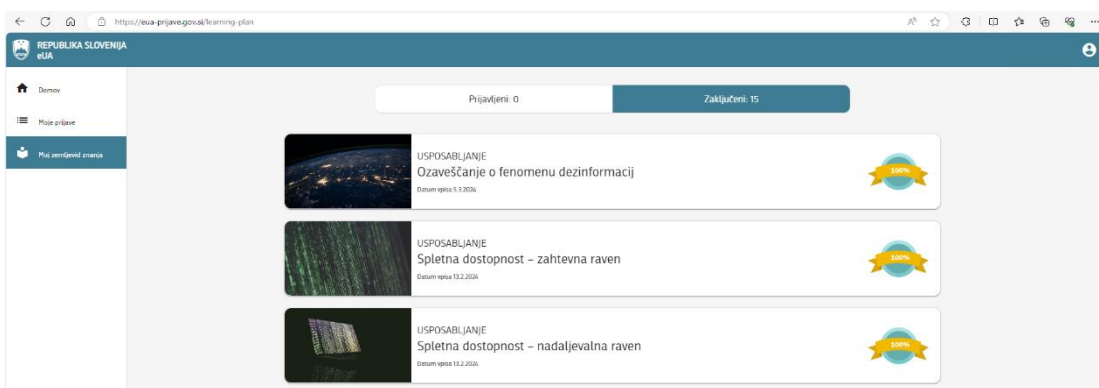 https://eua-prijave.gov.si/learning-plan
REPUBLIKA SLOVENIJA
eUA
Domov
Moje prijave
Moj zemljevid znanja
Prijavljeni: 0
Zaključeni: 15
USPOSABLJANJE
Ozaveščanje o fenomenu dezinformacij
Datum vpisa 5.3.2024
100%
USPOSABLJANJE
Spletna dostopnost – zahtevna raven
Datum vpisa 13.2.2024
100%
USPOSABLJANJE
Spletna dostopnost – nadaljevalna raven
Datum vpisa 13.2.2024
100%